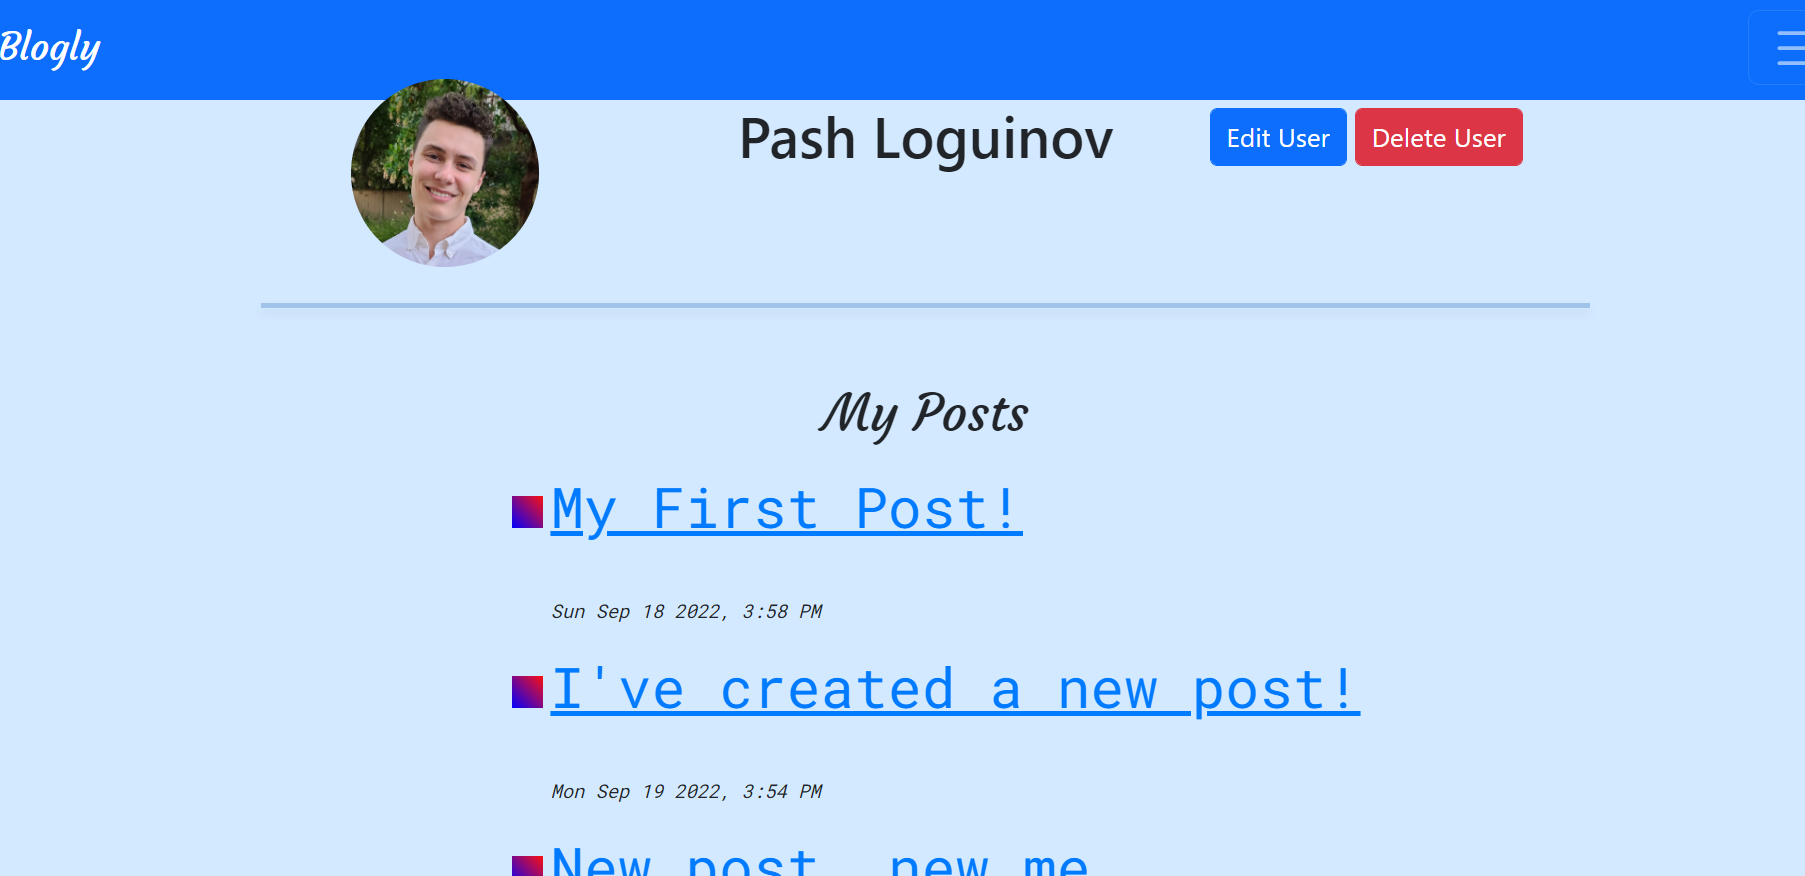 Blogly
Pash Loguinov
Edit User
Delete User
My Posts
My First Post!
Sun Sep 18 2022, 3:58 PM
I've created a new post!
Mon Sep 19 2022, 3:54 PM
New post, new me